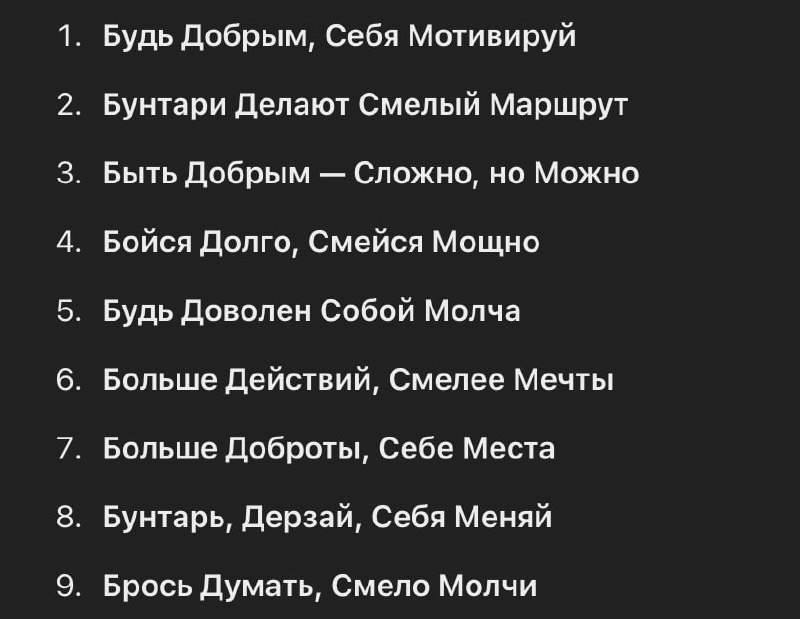 1. Будь Добрым, Себя Мотивируй
2. Бунтари Делают Смелый Маршрут
3. Быть Добрым — Сложно, но Можно
4. Бойся Долго, Смейся Мощно
5. Будь Доволен Собой Молча
6. Больше Действий, Смелее Мечты
7. Больше Доброты, Себе Места
8. Бунтарь, Дерзай, Себя Меняй
9. Брось Думать, Смело Молчи